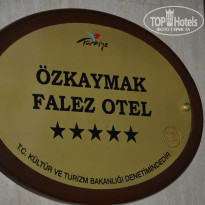 TOP HOTELS
Türkiye
ÖZKAYMAK
FALEZ OTEL
T.C. KÜLTÜR VE TURİZM BAKANLIĞI DENETİMİNDEDİR